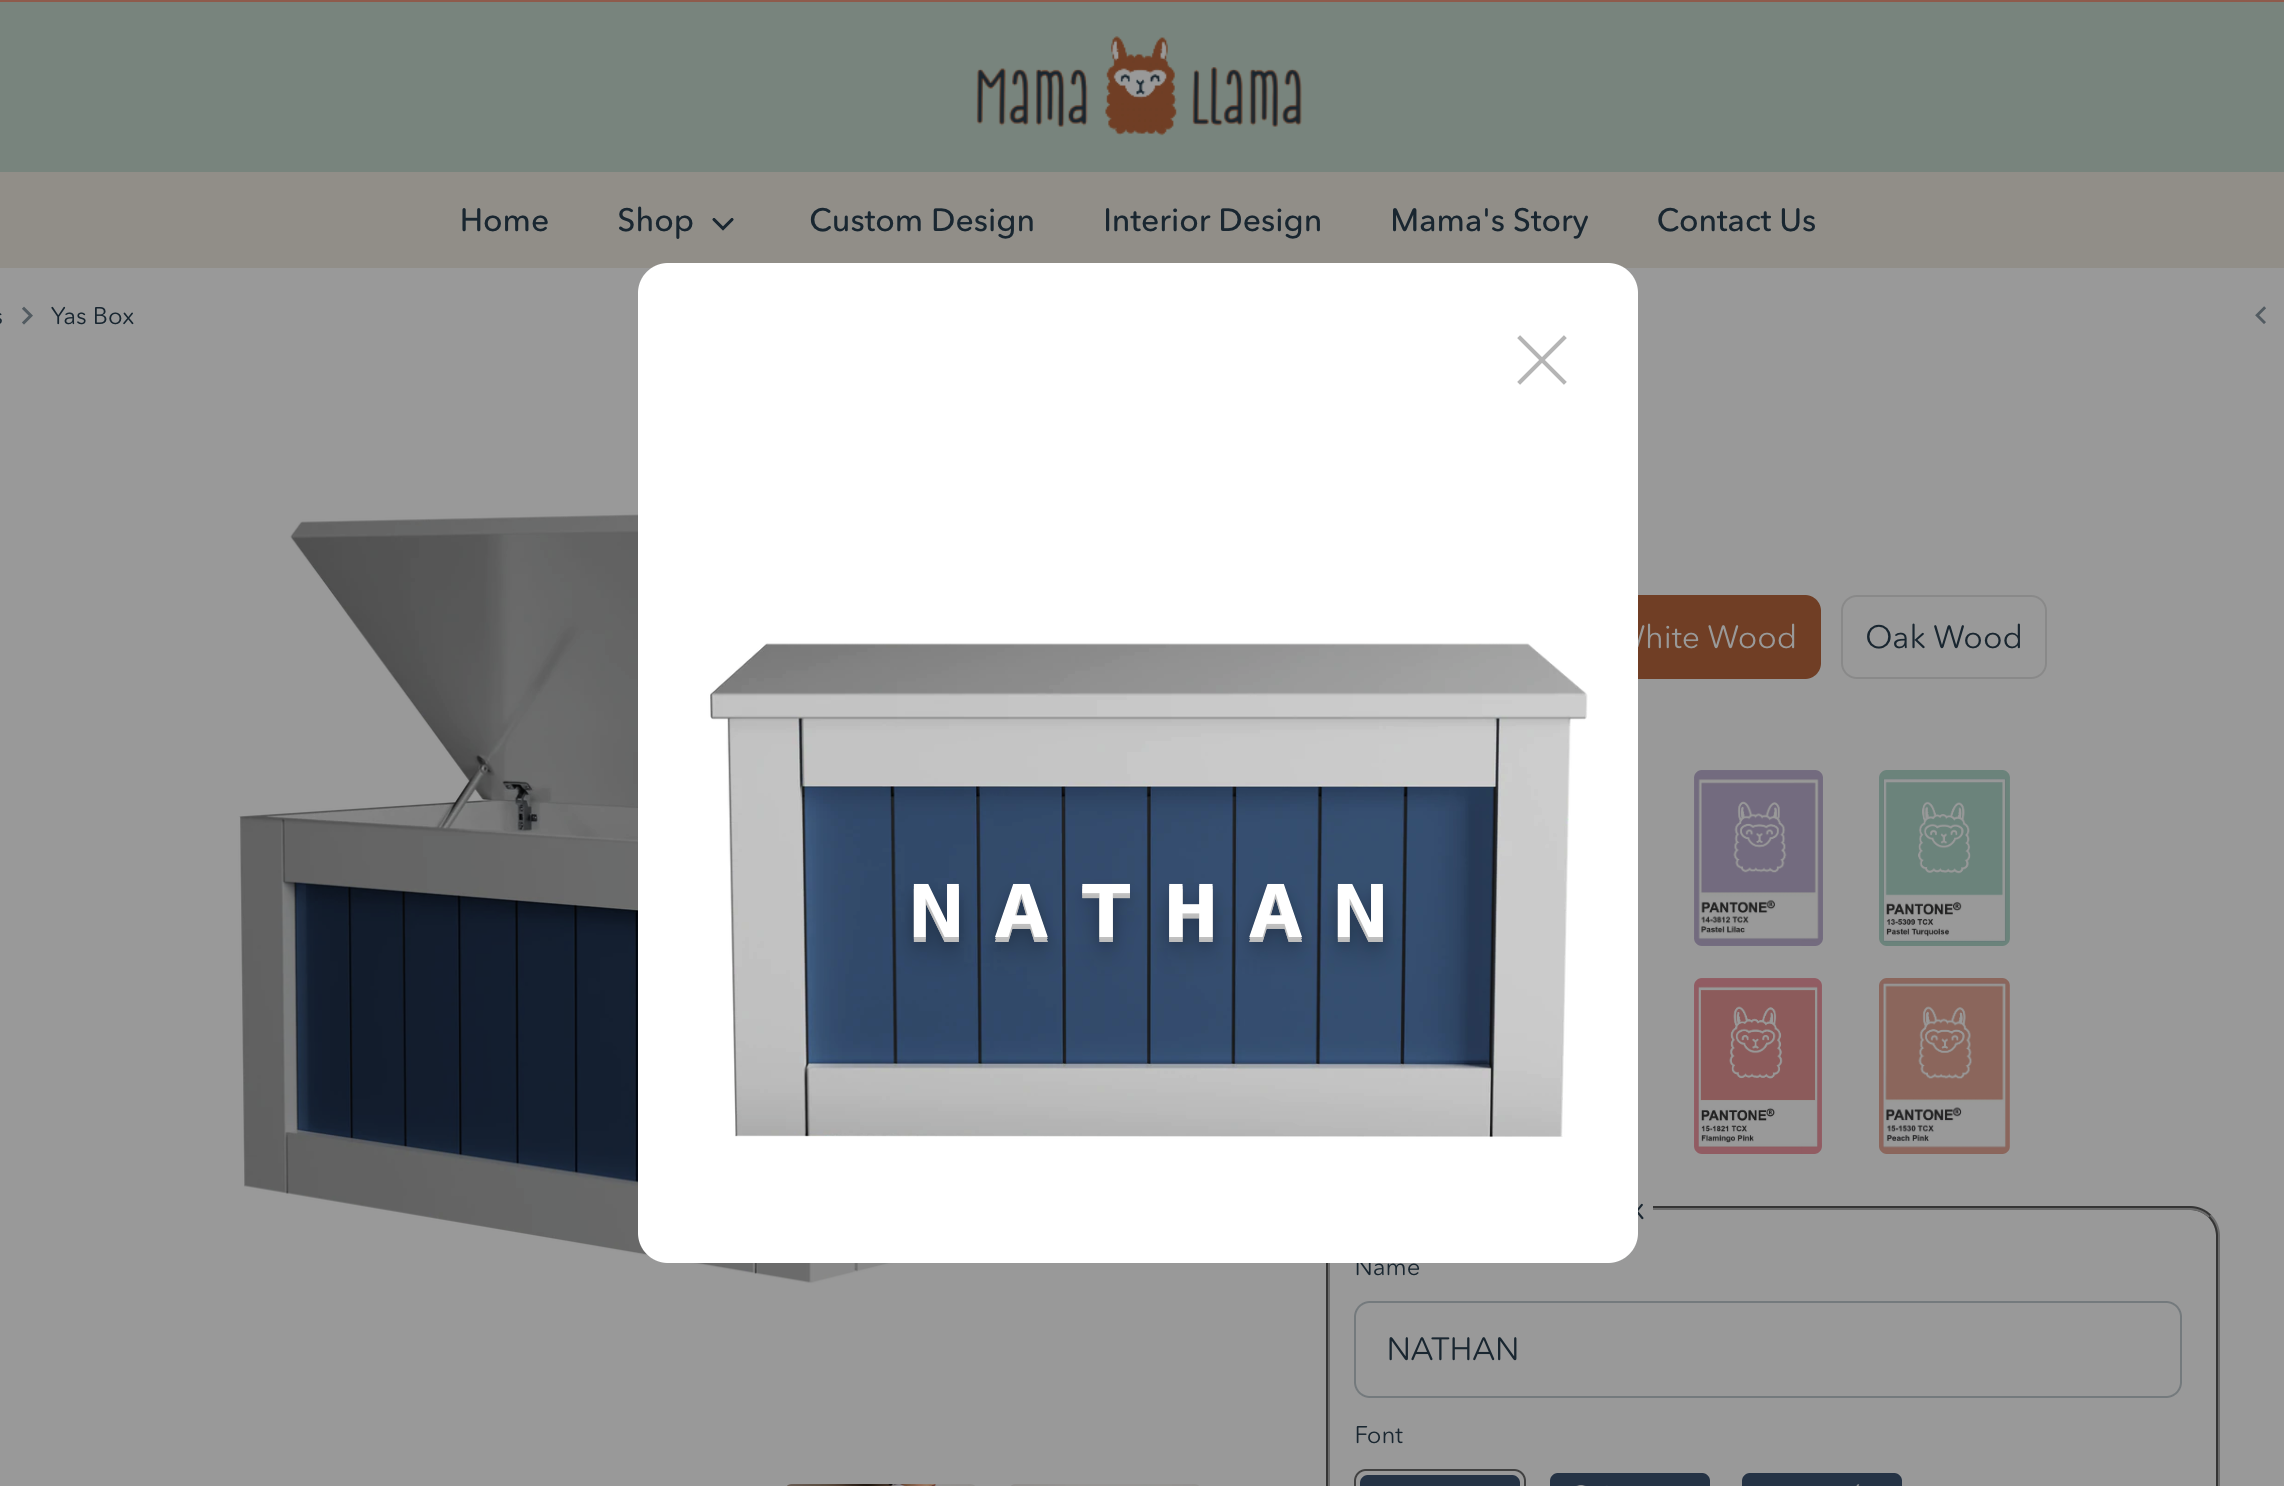 Mama Llama
Home Shop Custom Design Interior Design Mama's Story Contact Us
Yas Box
White Wood Oak Wood
NATHAN
PANTONE®
14-3812 TCX
Pastel Lilac
PANTONE®
13-5309 TCX
Pastel Turquoise
PANTONE®
15-1821 TCX
Flamingo Pink
PANTONE®
15-1530 TCX
Peach Pink
Name
NATHAN
Font